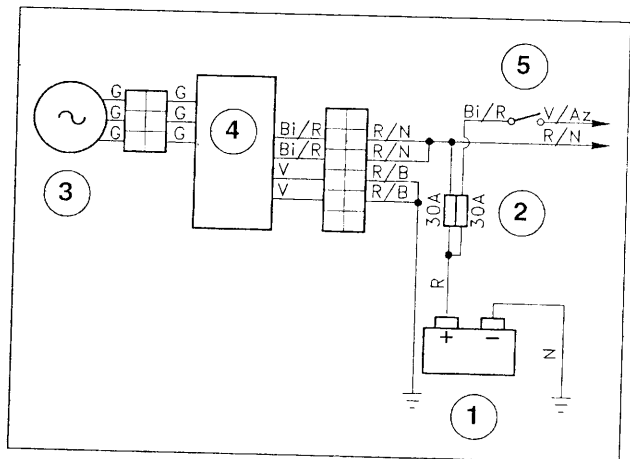 5
G G
G G
G G
3
4
Bi/R
Bi/R
V
V
R/N
R/N
R/B
R/B
Bi/R V/Az
R/N
30A 30A
2
R
+ −
N
1